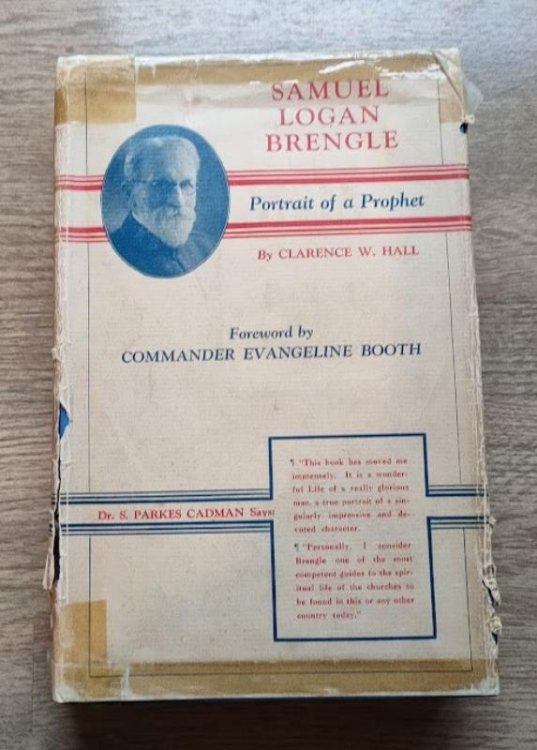 SAMUEL
LOGAN
BRENGLE
Portrait of a Prophet
By CLARENCE W. HALL
Foreword by
COMMANDER EVANGELINE BOOTH
Dr. S. PARKES CADMAN Says:
¶ "This book has moved me
immensely. It is a wonder-
ful Life of a really glorious
man, a true portrait of a sin-
gularly impressive and de-
voted character.
¶ "Personally, I consider
Brengle one of the most
competent guides to the spir-
itual life of the churches to
be found in this or any other
country today."